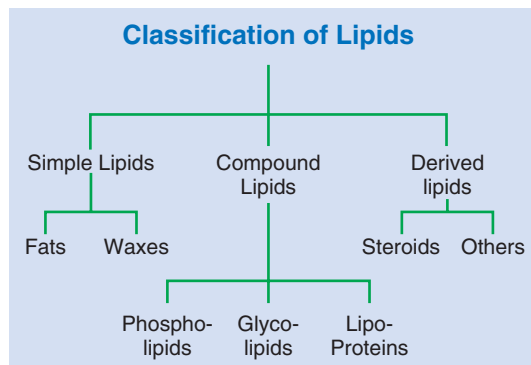 Classification of Lipids
Simple Lipids
Compound
Lipids
Derived
lipids
Fats
Waxes
Steroids
Others
Phospho-
lipids
Glyco-
lipids
Lipo-
Proteins